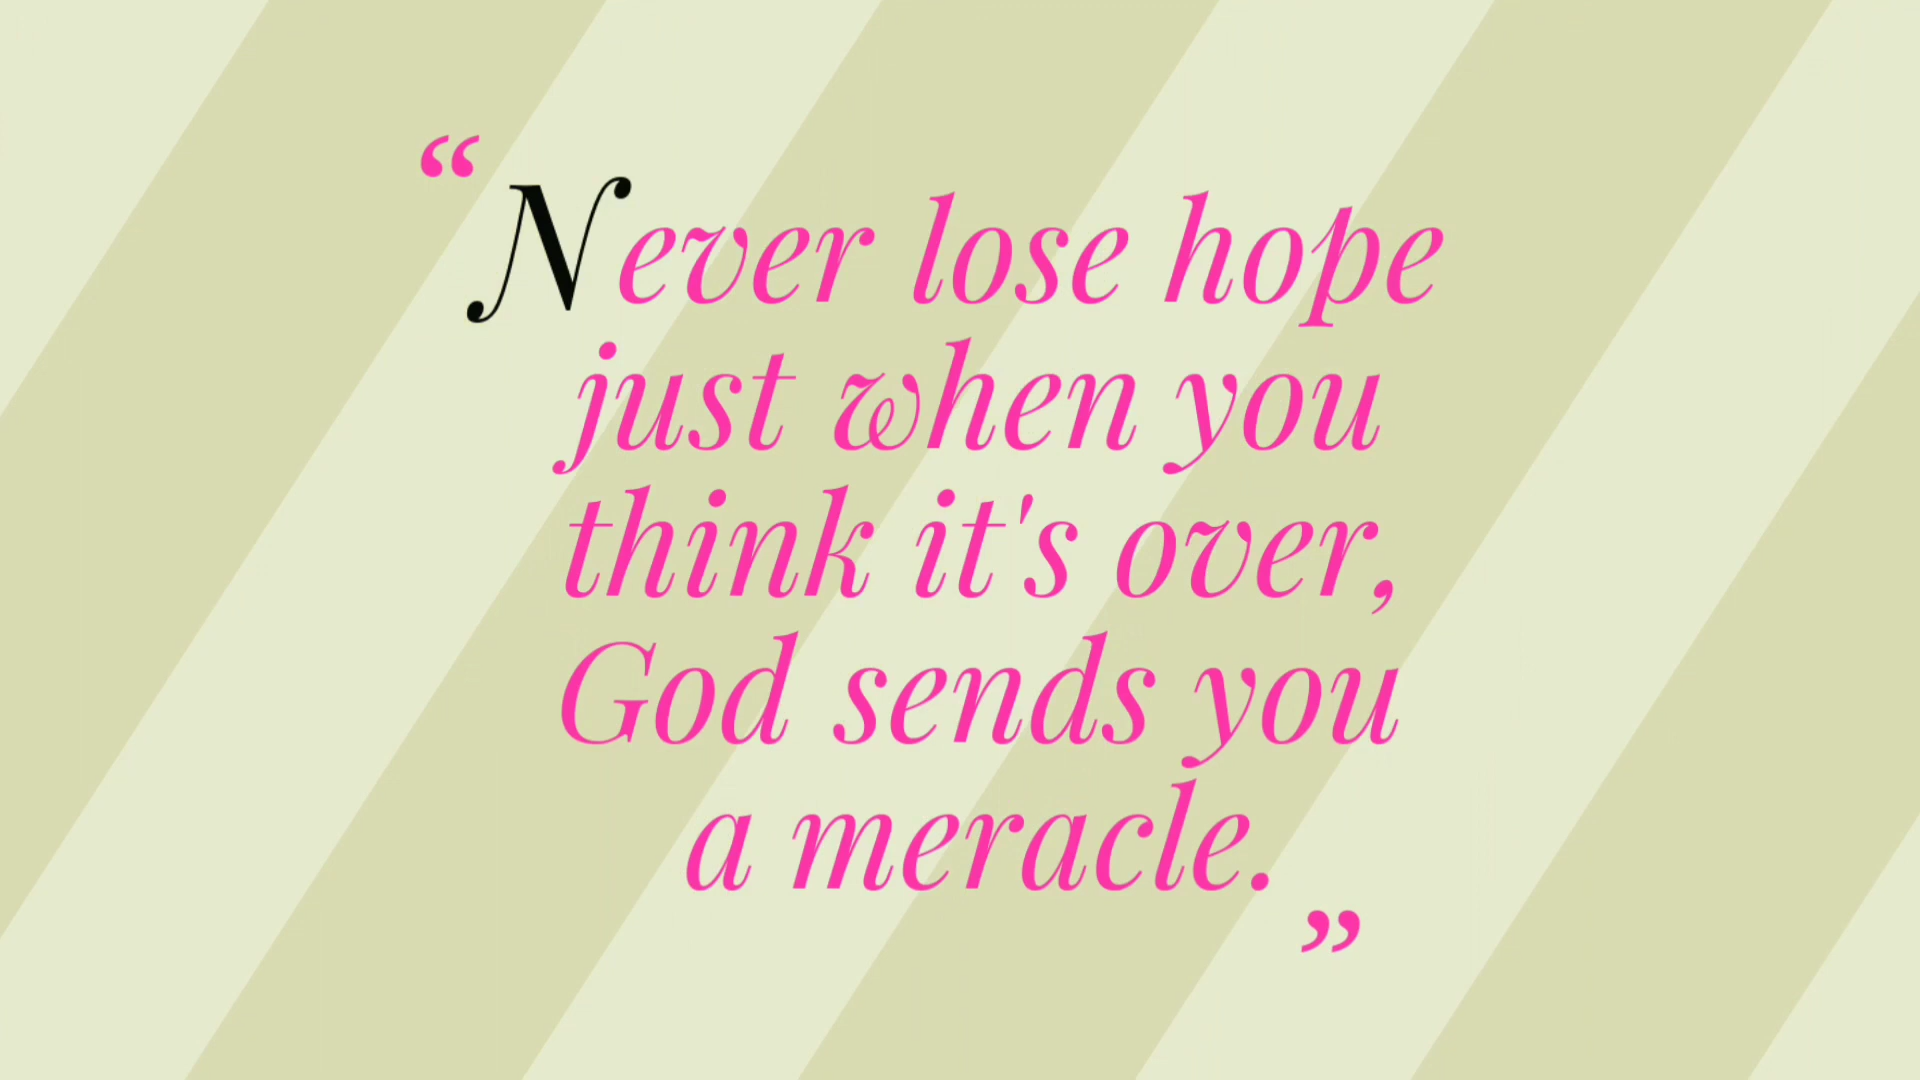 “Never lose hope
just when you
think it's over,
God sends you
a meracle.”